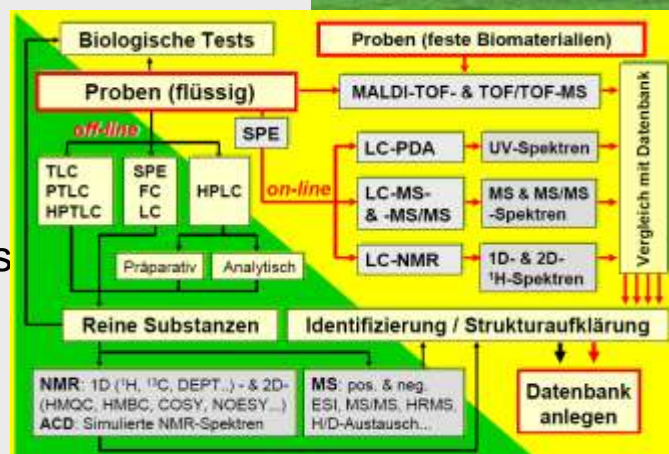 Biologische Tests
Proben (feste Biomaterialien)
Proben (flüssig)
MALDI-TOF- & TOF/TOF-MS
off-line
SPE
on-line
TLC
PTLC
HPTLC
SPE
FC
LC
HPLC
LC-PDA
UV-Spektren
LC-MS-
& -MS/MS
MS & MS/MS
-Spektren
LC-NMR
1D- & 2D-
¹H-Spektren
Vergleich mit Datenbank
s
Präparativ
Analytisch
Reine Substanzen
Identifizierung / Strukturaufklärung
NMR: 1D (¹H, ¹³C, DEPT..) - & 2D-
(HMQC, HMBC, COSY, NOESY...)
ACD: Simulierte NMR-Spektren
MS: pos. & neg.
ESI, MS/MS, HRMS,
H/D-Austausch...
Datenbank
anlegen